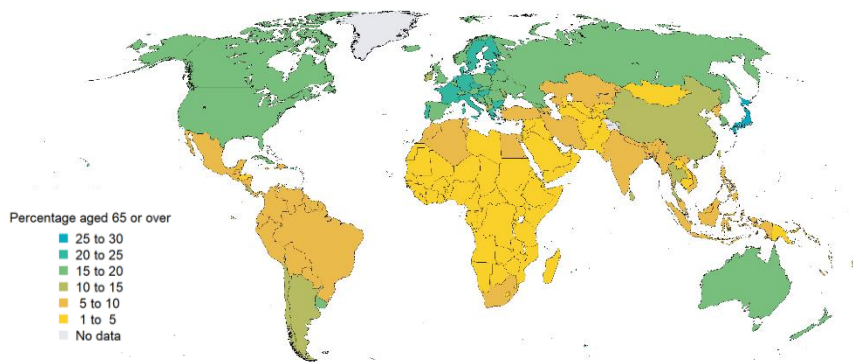 Percentage aged 65 or over
25 to 30
20 to 25
15 to 20
10 to 15
5 to 10
1 to 5
No data